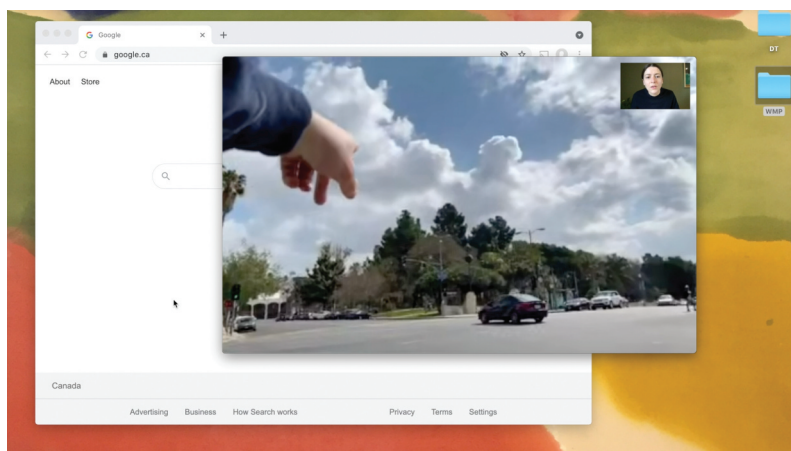 Google
google.ca
About Store
Canada
Advertising Business How Search works Privacy Terms Settings
DT
WMP